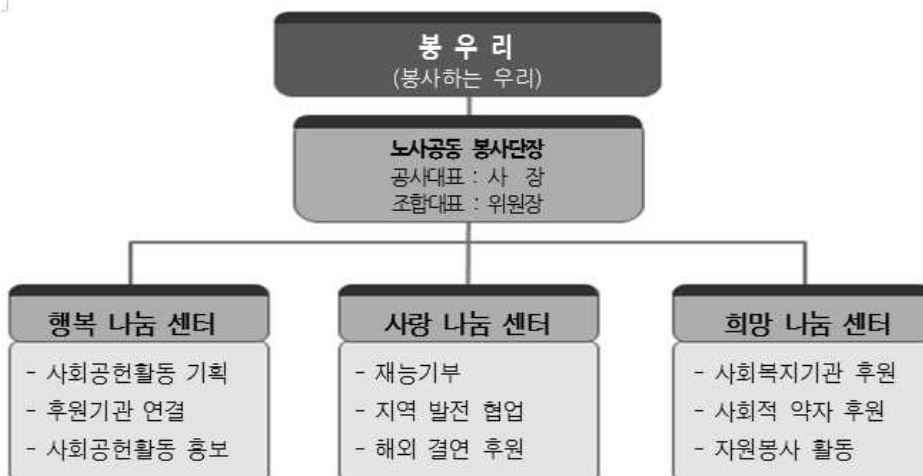 봉 우 리
(봉사하는 우리)
노사공동 봉사단장
공사대표 : 사 장
조합대표 : 위원장
행복 나눔 센터
- 사회공헌활동 기획
- 후원기관 연결
- 사회공헌활동 홍보
사랑 나눔 센터
- 재능기부
- 지역 발전 협업
- 해외 결연 후원
희망 나눔 센터
- 사회복지기관 후원
- 사회적 약자 후원
- 자원봉사 활동